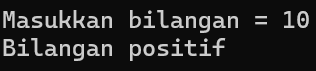 Masukkan bilangan = 10
Bilangan positif